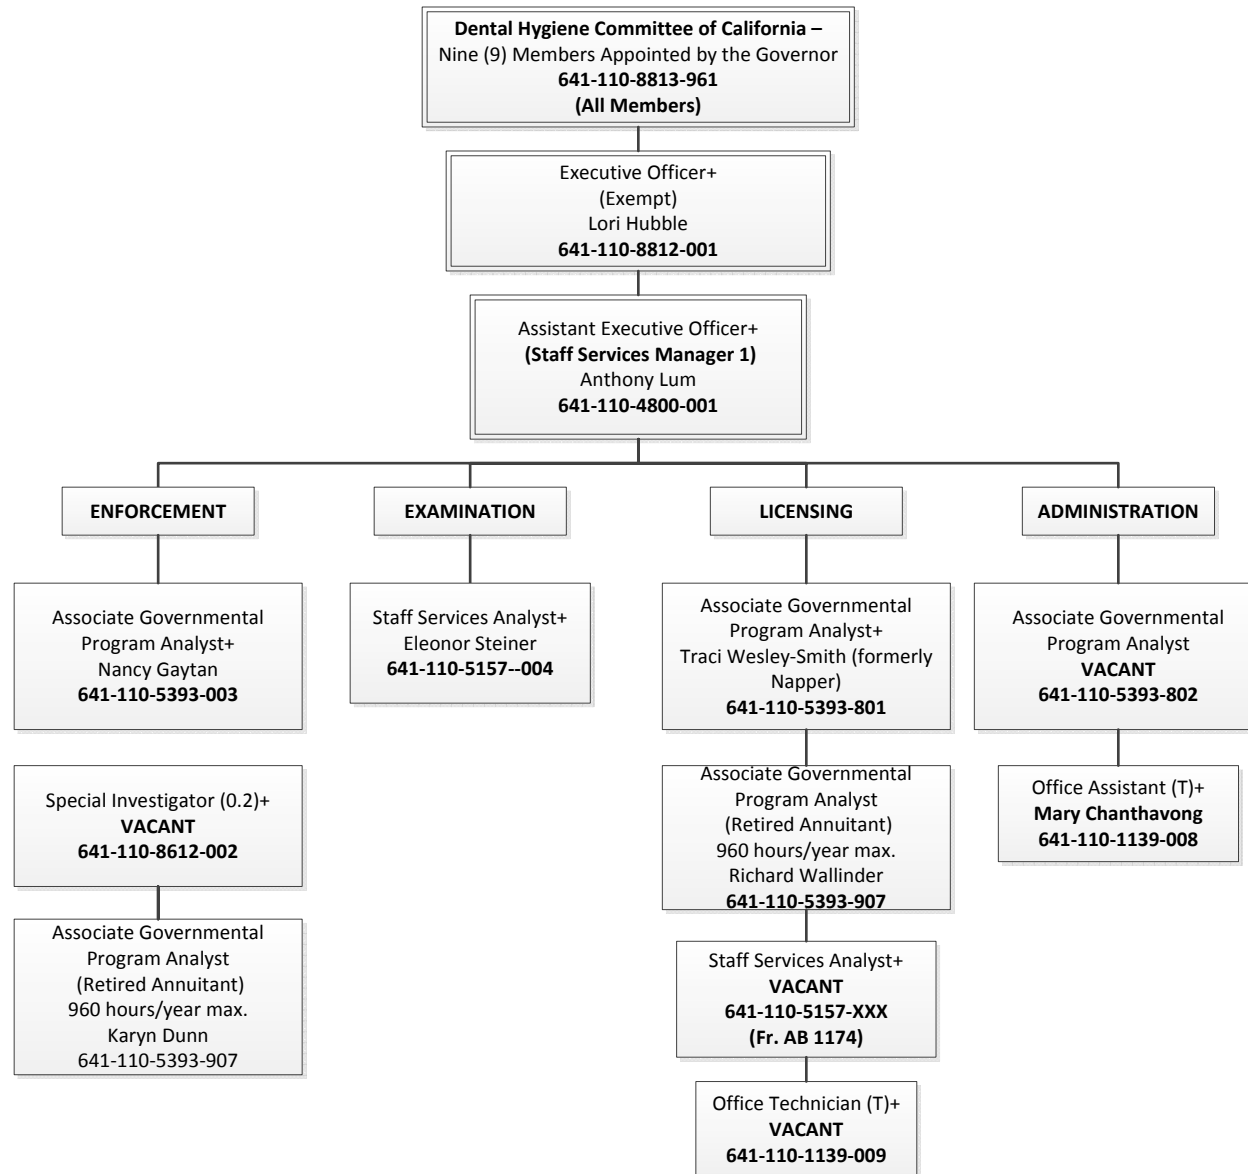 Dental Hygiene Committee of California –
Nine (9) Members Appointed by the Governor
641-110-8813-961
(All Members)
Executive Officer+
(Exempt)
Lori Hubble
641-110-8812-001
Assistant Executive Officer+
(Staff Services Manager 1)
Anthony Lum
641-110-4800-001
ENFORCEMENT
Associate Governmental
Program Analyst+
Nancy Gaytan
641-110-5393-003
Special Investigator (0.2)+
VACANT
641-110-8612-002
Associate Governmental
Program Analyst
(Retired Annuitant)
960 hours/year max.
Karyn Dunn
641-110-5393-907
EXAMINATION
Staff Services Analyst+
Eleonor Steiner
641-110-5157--004
LICENSING
Associate Governmental
Program Analyst+
Traci Wesley-Smith (formerly
Napper)
641-110-5393-801
Associate Governmental
Program Analyst
(Retired Annuitant)
960 hours/year max.
Richard Wallinder
641-110-5393-907
Staff Services Analyst+
VACANT
641-110-5157-XXX
(Fr. AB 1174)
Office Technician (T)+
VACANT
641-110-1139-009
ADMINISTRATION
Associate Governmental
Program Analyst
VACANT
641-110-5393-802
Office Assistant (T)+
Mary Chanthavong
641-110-1139-008